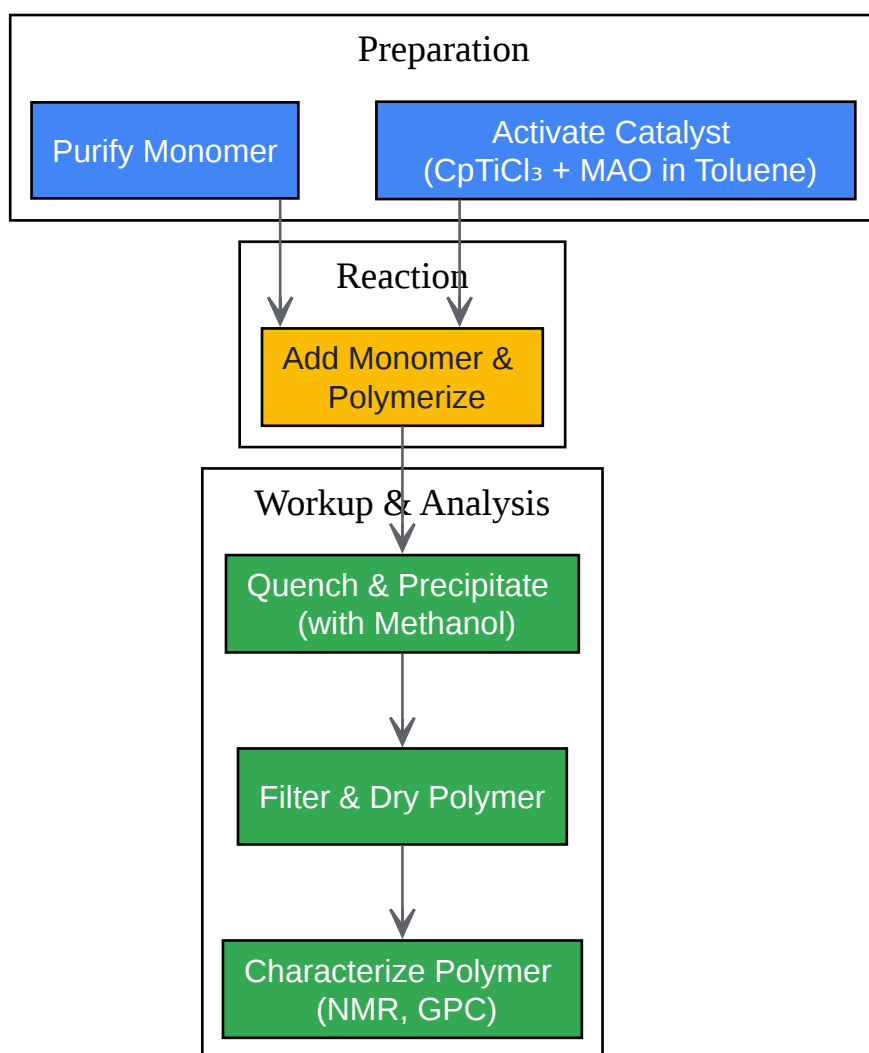 Preparation
Purify Monomer
Activate Catalyst
(CpTiCl₃ + MAO in Toluene)
Reaction
Add Monomer &
Polymerize
Workup & Analysis
Quench & Precipitate
(with Methanol)
Filter & Dry Polymer
Characterize Polymer
(NMR, GPC)